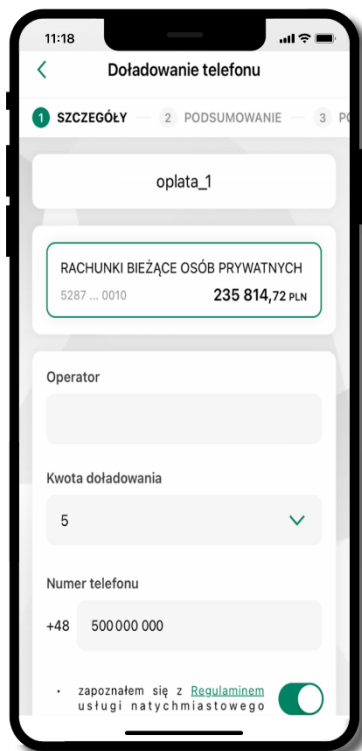 11:18
Doładowanie telefonu
1 SZCZEGÓŁY 2 PODSUMOWANIE 3
oplata_1
RACHUNKI BIEŻĄCE OSÓB PRYWATNYCH
5287 ... 0010 235 814,72 PLN
Operator
Kwota doładowania
5
Numer telefonu
+48 500 000 000
• zapoznałem się z Regulaminem
usługi natychmiastowego